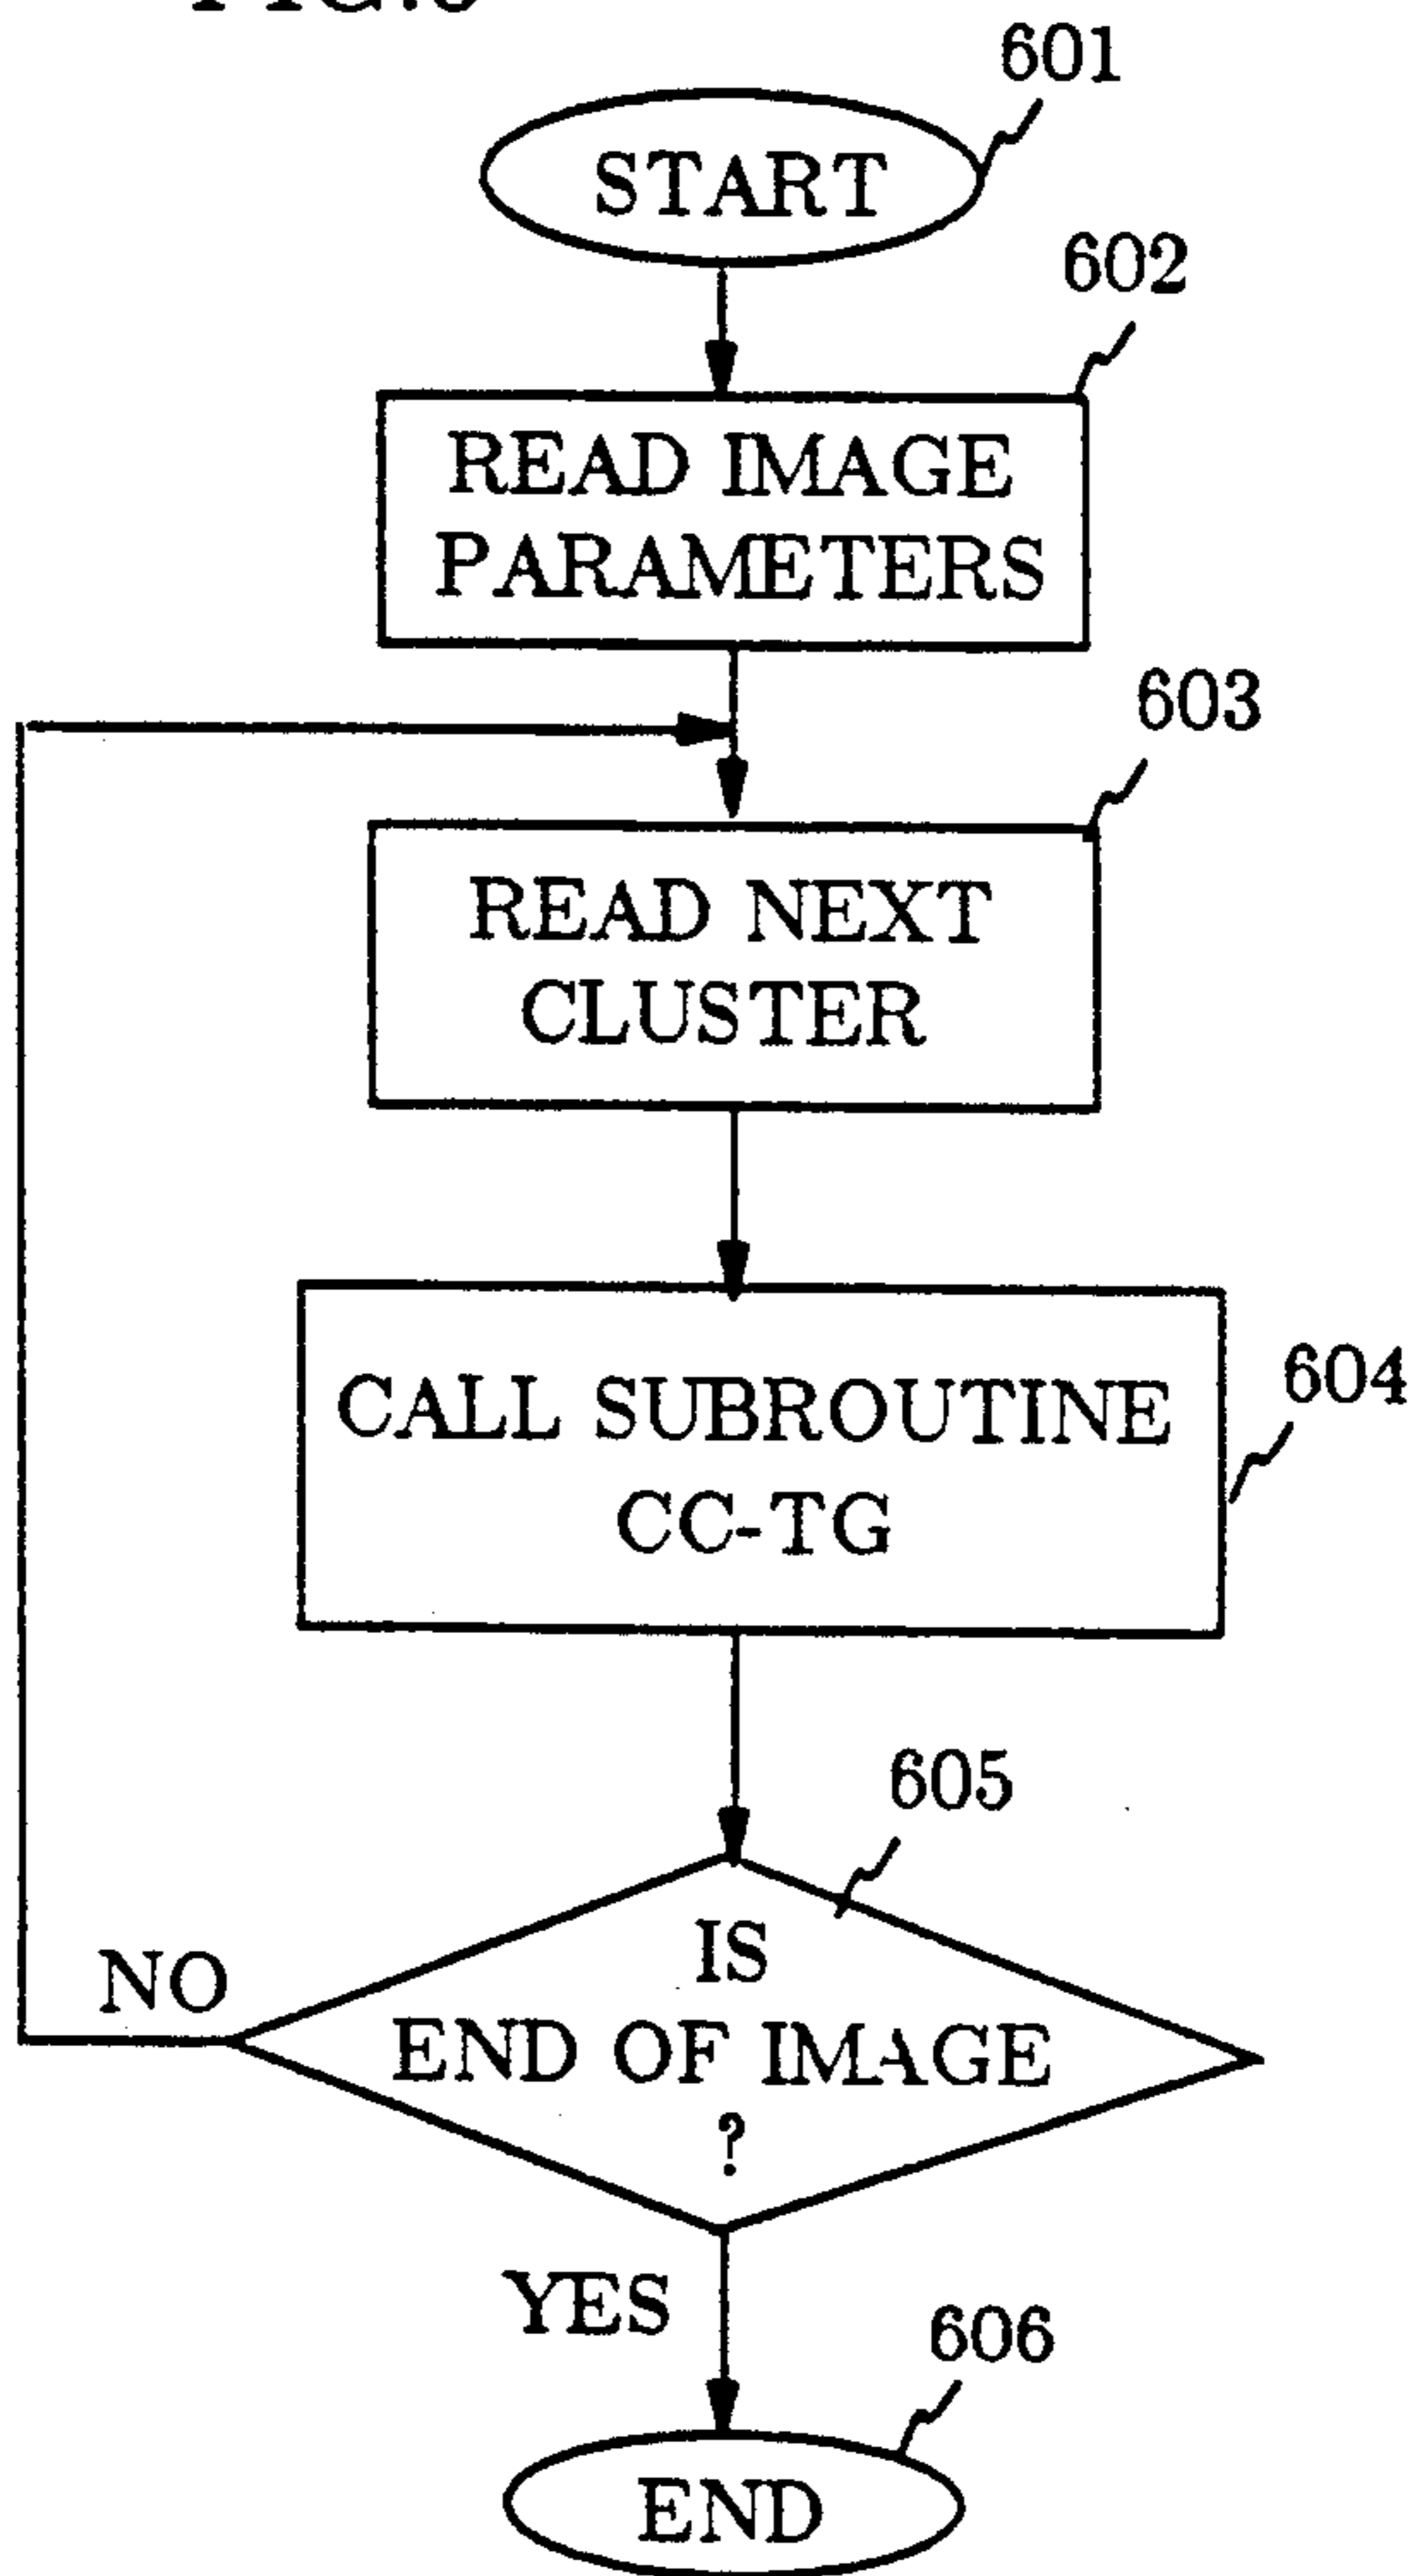 601
START
602
READ IMAGE
PARAMETERS
603
READ NEXT
CLUSTER
604
CALL SUBROUTINE
CC-TG
605
IS
END OF IMAGE
?
NO
YES
606
END